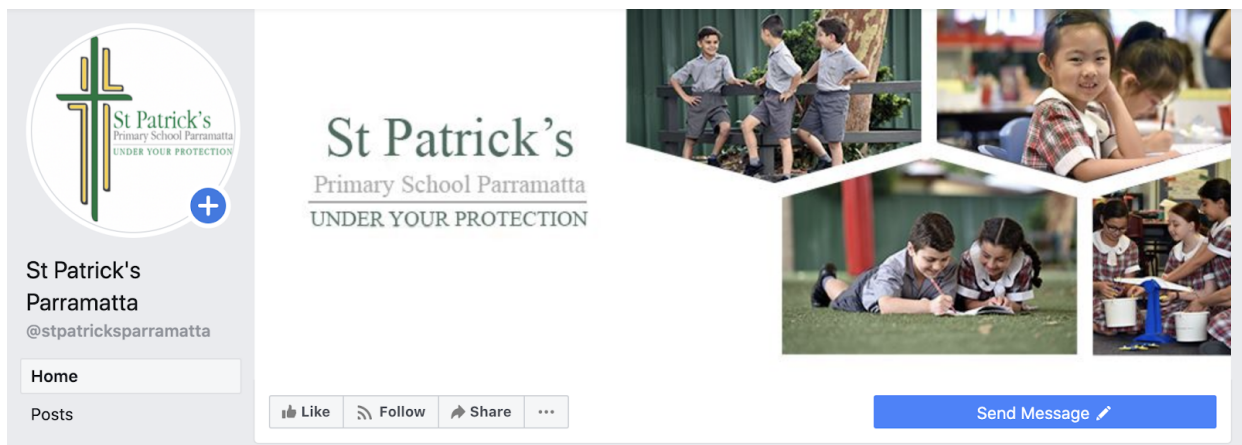 St Patrick's
Primary School Parramatta
UNDER YOUR PROTECTION
St Patrick's
Parramatta
@stpatricksparramatta
Home
Posts
St Patrick’s
Primary School Parramatta
UNDER YOUR PROTECTION
Like
Follow
Share
Send Message